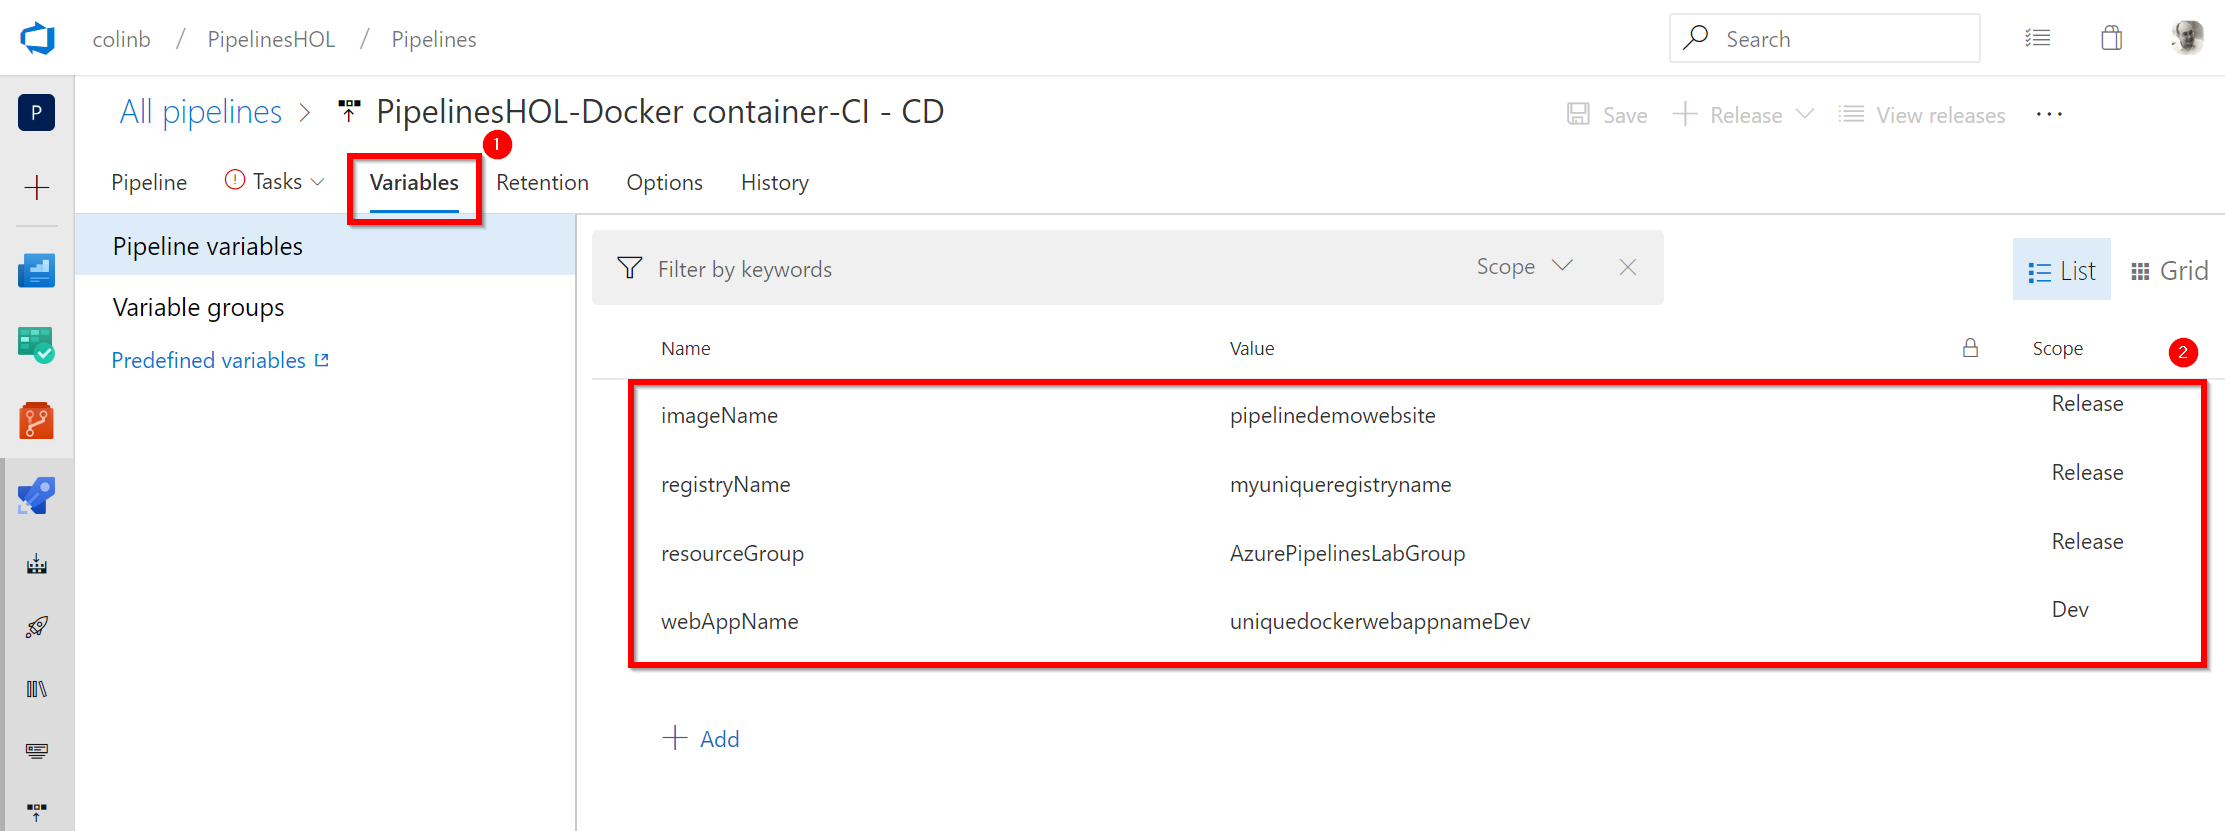 colinb / PipelinesHOL / Pipelines
Search
P
All pipelines > PipelinesHOL-Docker container-CI - CD
Save
Release
View releases
1
Pipeline
Tasks
Variables
Retention
Options
History
Pipeline variables
Variable groups
Predefined variables
Filter by keywords
Scope
List
Grid
Name Value Scope
2
imageName pipelinedemowebsite Release
registryName myuniqueregistryname Release
resourceGroup AzurePipelinesLabGroup Release
webAppName uniquedockerwebappnameDev Dev
+ Add